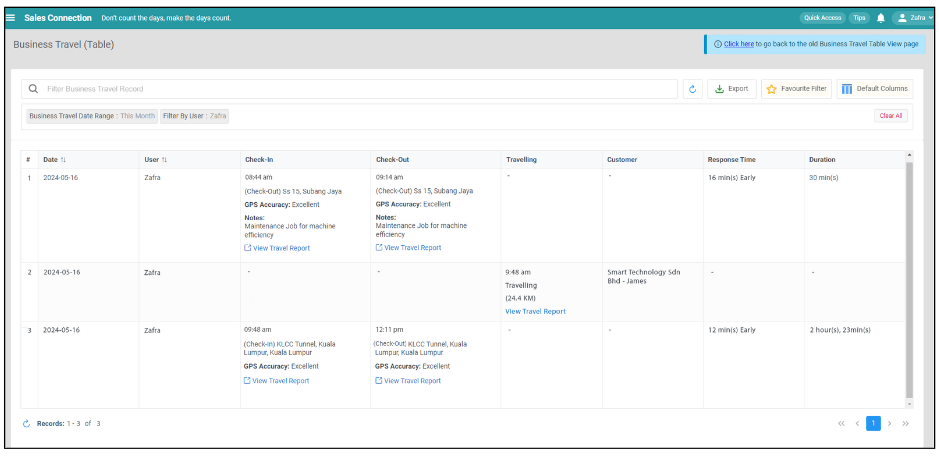 Sales Connection Don't count the days, make the days count. Quick Access Tips Zafra
Business Travel (Table)
Click here to go back to the old Business Travel Table View page
Filter Business Travel Record Export Favourite Filter Default Columns
Business Travel Date Range : This Month Filter By User : Zafra Clear All
# Date User Check-In Check-Out Travelling Customer Response Time Duration
1 2024-05-16 Zafra 08:44 am 09:14 am - - 16 min(s) Early 30 min(s)
(Check-Out) Ss 15, Subang Jaya (Check-Out) Ss 15, Subang Jaya
GPS Accuracy: Excellent GPS Accuracy: Excellent
Notes: Notes:
Maintenance Job for machine Maintenance Job for machine
efficiency efficiency
View Travel Report View Travel Report
2 2024-05-16 Zafra - - 9:48 am Smart Technology Sdn - -
Travelling Bhd - James
(24.4 KM)
View Travel Report
3 2024-05-16 Zafra 09:48 am 12:11 pm - - 12 min(s) Early 2 hour(s), 23min(s)
(Check-In) KLCC Tunnel, Kuala (Check-Out) KLCC Tunnel, Kuala
Lumpur, Kuala Lumpur Lumpur, Kuala Lumpur
GPS Accuracy: Excellent GPS Accuracy: Excellent
View Travel Report View Travel Report
Records: 1 - 3 of 3 << < 1 > >>